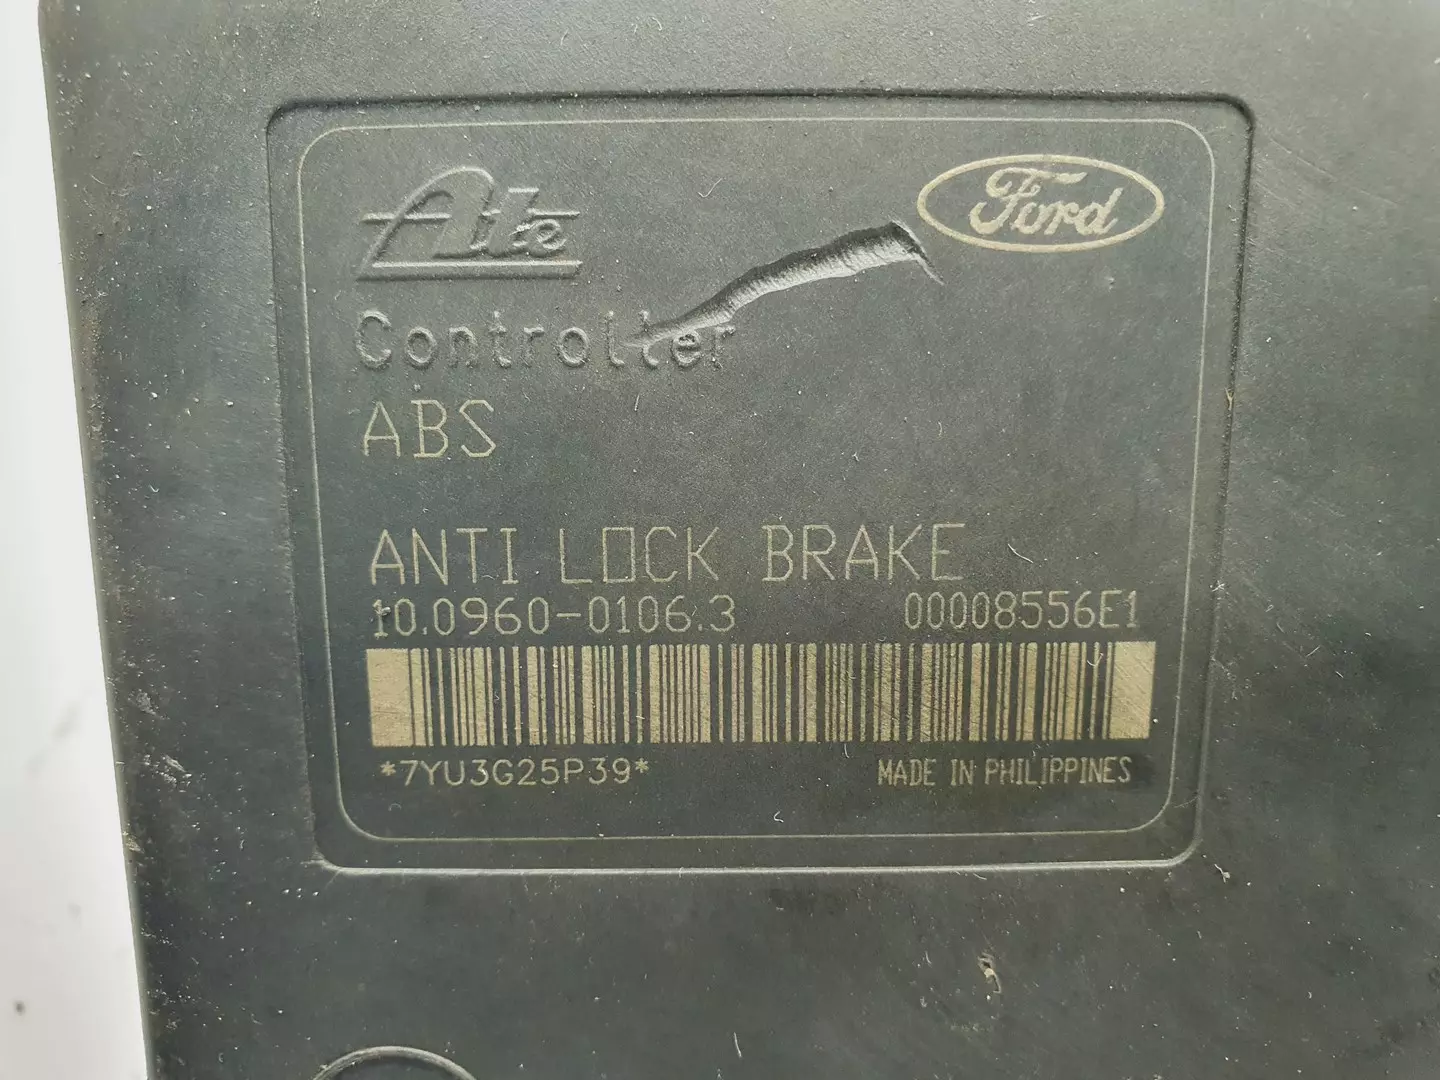 Ate
Ford
Controller
ABS
ANTI LOCK BRAKE
10.0960-0106.3 00008556E1
*7YU3G25P39* MADE IN PHILIPPINES